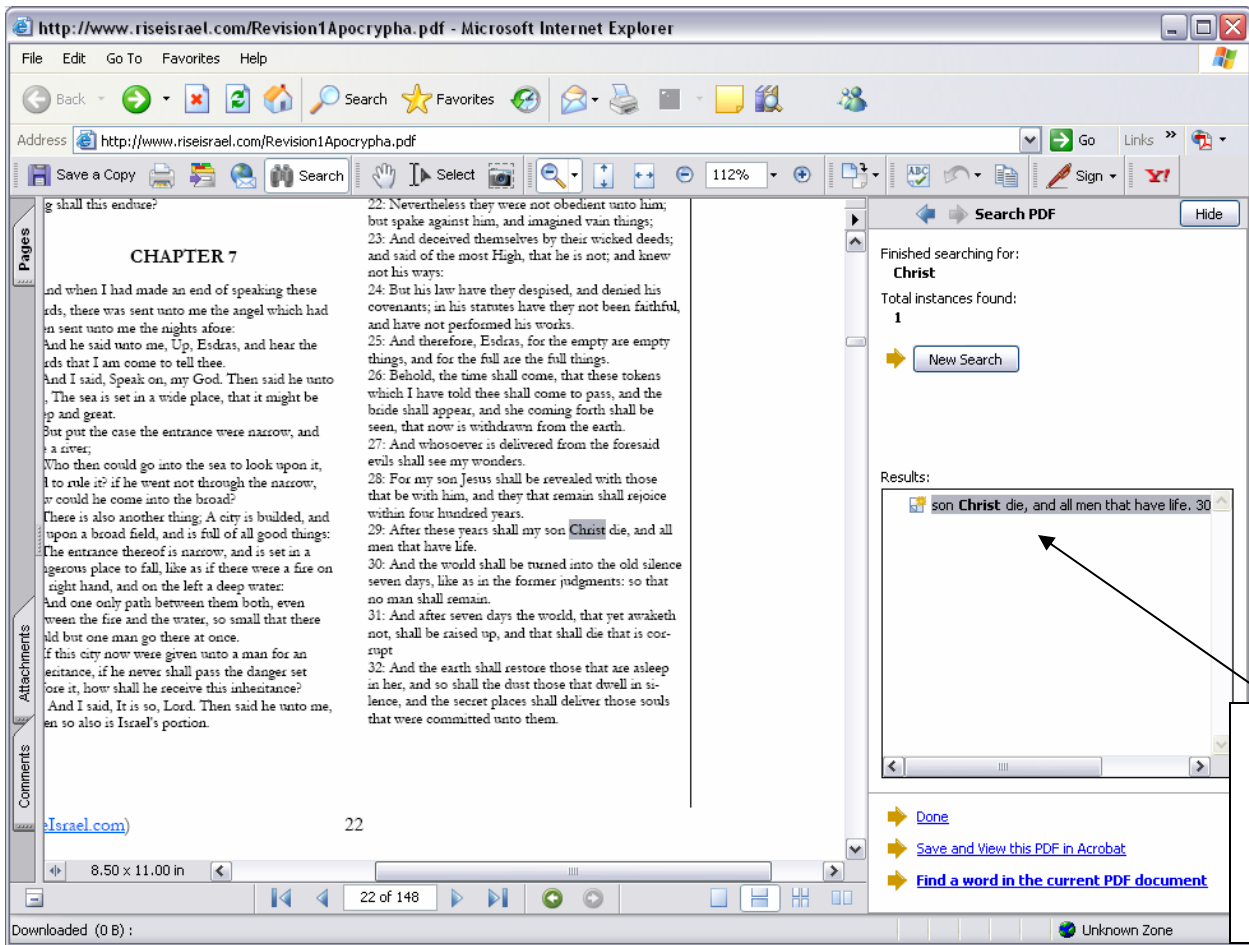 http://www.riseisrael.com/Revision1Apocrypha.pdf - Microsoft Internet Explorer
File Edit Go To Favorites Help
Back Search Favorites
Address http://www.riseisrael.com/Revision1Apocrypha.pdf Go Links »
Save a Copy Search Select 112% ABC Sign Y!
Pages
Attachments
Comments
g shall this endure?
CHAPTER 7
nd when I had made an end of speaking these
rds, there was sent unto me the angel which had
n sent unto me the nights afore:
And he said unto me, Up, Esdras, and hear the
rds that I am come to tell thee.
And I said, Speak on, my God. Then said he unto
, The sea is set in a wide place, that it might be
p and great.
But put the case the entrance were narrow, and
a river;
Who then could go into the sea to look upon it,
l to rule it? if he went not through the narrow,
w could he come into the broad?
There is also another thing; A city is builded, and
upon a broad field, and is full of all good things:
The entrance thereof is narrow, and is set in a
ngerous place to fall, like as if there were a fire on
right hand, and on the left a deep water:
And one only path between them both, even
ween the fire and the water, so small that there
ld but one man go there at once.
If this city now were given unto a man for an
eritance, if he never shall pass the danger set
ore it, how shall he receive this inheritance?
And I said, It is so, Lord. Then said he unto me,
en so also is Israel's portion.
22: Nevertheless they were not obedient unto him;
but spake against him, and imagined vain things;
23: And deceived themselves by their wicked deeds;
and said of the most High, that he is not; and knew
not his ways:
24: But his law have they despised, and denied his
covenants; in his statutes have they not been faithful,
and have not performed his works.
25: And therefore, Esdras, for the empty are empty
things, and for the full are the full things.
26: Behold, the time shall come, that these tokens
which I have told thee shall come to pass, and the
bride shall appear, and she coming forth shall be
seen, that now is withdrawn from the earth.
27: And whosoever is delivered from the foresaid
evils shall see my wonders.
28: For my son Jesus shall be revealed with those
that be with him, and they that remain shall rejoice
within four hundred years.
29: After these years shall my son Christ die, and all
men that have life.
30: And the world shall be turned into the old silence
seven days, like as in the former judgments: so that
no man shall remain.
31: And after seven days the world, that yet awaketh
not, shall be raised up, and that shall die that is cor-
rupt
32: And the earth shall restore those that are asleep
in her, and so shall the dust those that dwell in si-
lence, and the secret places shall deliver those souls
that were committed unto them.
eIsrael.com)
22
Search PDF Hide
Finished searching for:
Christ
Total instances found:
1
New Search
Results:
son Christ die, and all men that have life. 30
Done
Save and View this PDF in Acrobat
Find a word in the current PDF document
8.50 x 11.00 in
22 of 148
Downloaded (0 B) : Unknown Zone